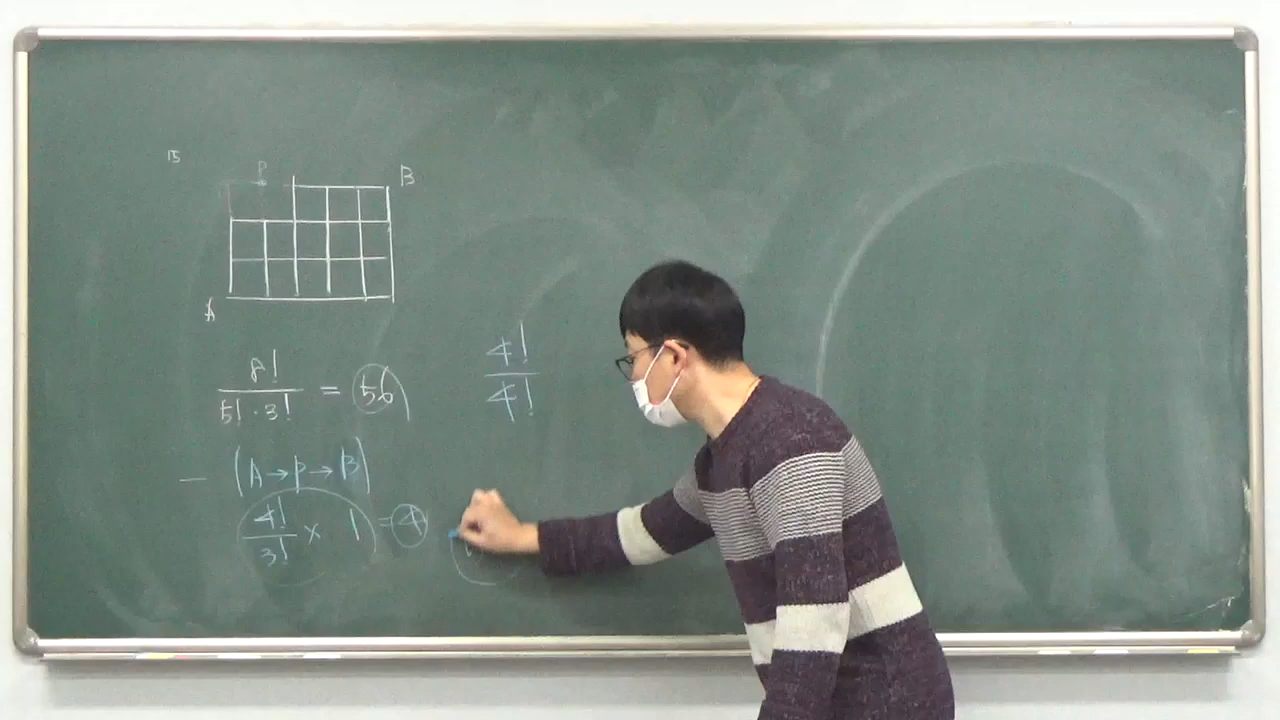 15
P
B
A
8!
5! · 3! = 56
4!
4!
— (A→P→B)
4!
3! × 1 = 4